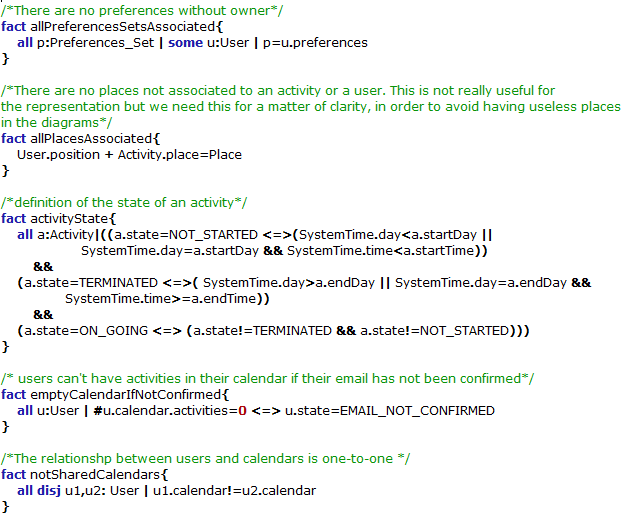 /*There are no preferences without owner*/
fact allPreferencesSetsAssociated{
all p:Preferences_Set | some u:User | p=u.preferences
}
/*There are no places not associated to an activity or a user. This is not really useful for
the representation but we need this for a matter of clarity, in order to avoid having useless places
in the diagrams*/
fact allPlacesAssociated{
User.position + Activity.place=Place
}
/*definition of the state of an activity*/
fact activityState{
all a:Activity|((a.state=NOT_STARTED <=>(SystemTime.day<a.startDay ||
SystemTime.day=a.startDay && SystemTime.time<a.startTime))
&&
(a.state=TERMINATED <=>( SystemTime.day>a.endDay || SystemTime.day=a.endDay &&
SystemTime.time>=a.endTime))
&&
(a.state=ON_GOING <=> (a.state!=TERMINATED && a.state!=NOT_STARTED)))
}
/* users can't have activities in their calendar if their email has not been confirmed*/
fact emptyCalendarIfNotConfirmed{
all u:User | #u.calendar.activities=0 <=> u.state=EMAIL_NOT_CONFIRMED
}
/*The relationshp between users and calendars is one-to-one */
fact notSharedCalendars{
all disj u1,u2: User | u1.calendar!=u2.calendar
}